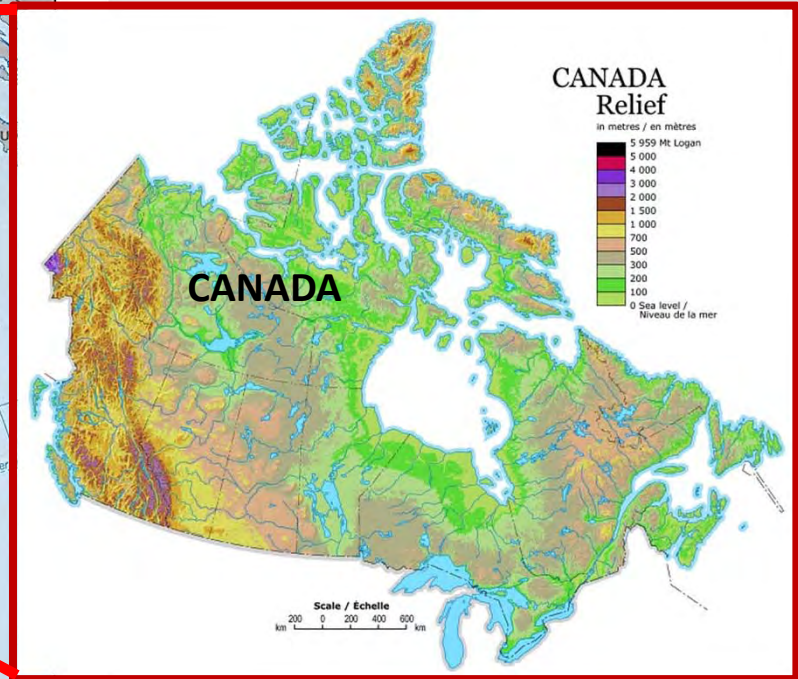 CANADA
Relief
in metres / en mètres
5 959 Mt Logan
5 000
4 000
3 000
2 000
1 500
1 000
700
500
300
200
100
0 Sea level /
Niveau de la mer
CANADA
Scale / Échelle
km 200 0 200 400 600 km